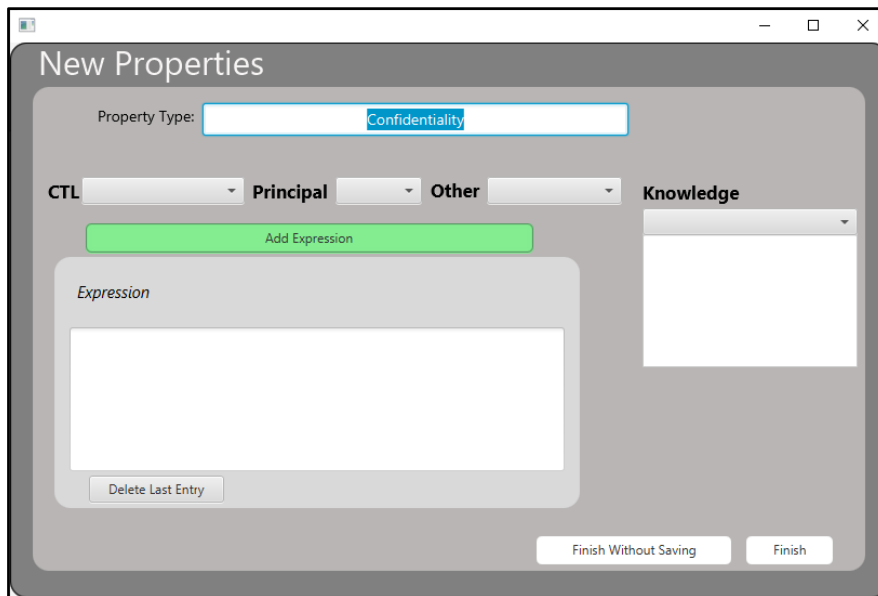 New Properties
Property Type: Confidentiality
CTL Principal Other Knowledge
Add Expression
Expression
Delete Last Entry
Finish Without Saving Finish